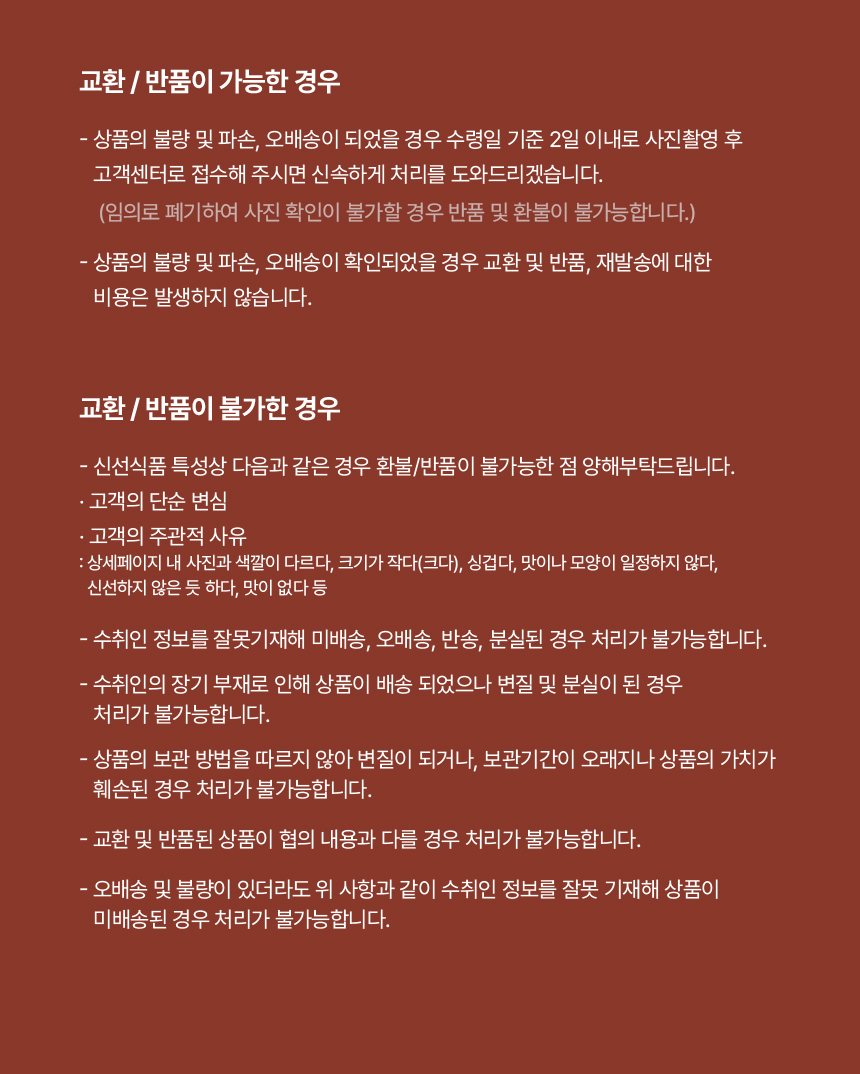 교환 / 반품이 가능한 경우
- 상품의 불량 및 파손, 오배송이 되었을 경우 수령일 기준 2일 이내로 사진촬영 후
고객센터로 접수해 주시면 신속하게 처리를 도와드리겠습니다.
(임의로 폐기하여 사진 확인이 불가할 경우 반품 및 환불이 불가능합니다.)
- 상품의 불량 및 파손, 오배송이 확인되었을 경우 교환 및 반품, 재발송에 대한
비용은 발생하지 않습니다.
교환 / 반품이 불가한 경우
- 신선식품 특성상 다음과 같은 경우 환불/반품이 불가능한 점 양해부탁드립니다.
· 고객의 단순 변심
· 고객의 주관적 사유
: 상세페이지 내 사진과 색깔이 다르다, 크기가 작다(크다), 싱겁다, 맛이나 모양이 일정하지 않다,
신선하지 않은 듯 하다, 맛이 없다 등
- 수취인 정보를 잘못기재해 미배송, 오배송, 반송, 분실된 경우 처리가 불가능합니다.
- 수취인의 장기 부재로 인해 상품이 배송 되었으나 변질 및 분실이 된 경우
처리가 불가능합니다.
- 상품의 보관 방법을 따르지 않아 변질이 되거나, 보관기간이 오래지나 상품의 가치가
훼손된 경우 처리가 불가능합니다.
- 교환 및 반품된 상품이 협의 내용과 다를 경우 처리가 불가능합니다.
- 오배송 및 불량이 있더라도 위 사항과 같이 수취인 정보를 잘못 기재해 상품이
미배송된 경우 처리가 불가능합니다.